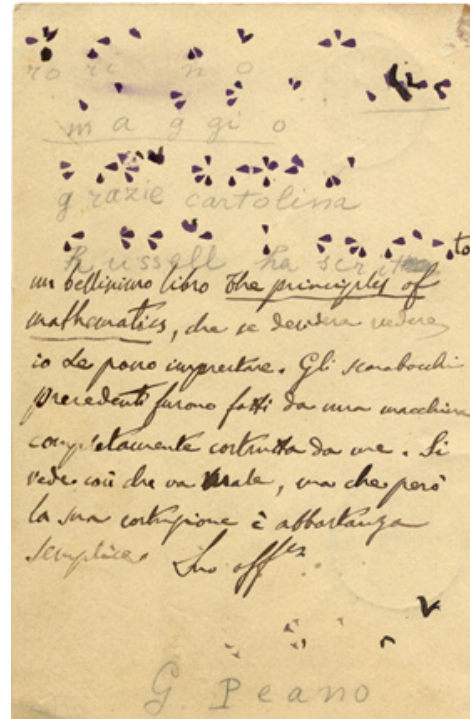 to ri no
maggio
grazie cartolina
Russell ha scritto
un bellissimo libro The principles of
mathematics, che se desidera vedere,
io Le posso imprestare. Gli scarabocchi
precedenti furono fatti da una macchina
completamente costrutta da me. Si
vede così che va male, ma che però
la sua costruzione è abbastanza
semplice. Suo aff
G. Peano